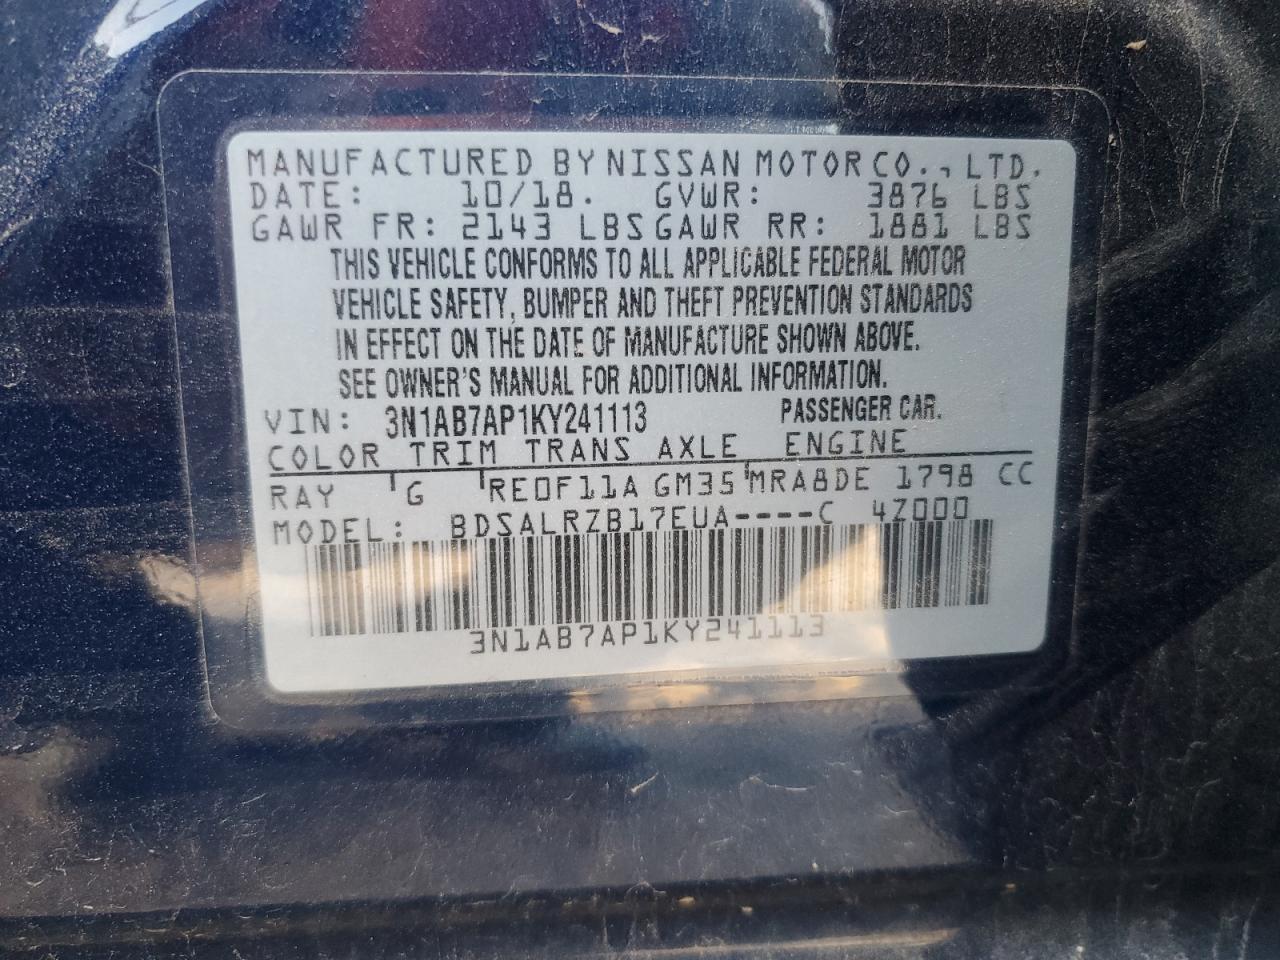 MANUFACTURED BY NISSAN MOTOR CO., LTD.
DATE: 10/18. GVWR: 3876 LBS
GAWR FR: 2143 LBS GAWR RR: 1881 LBS
THIS VEHICLE CONFORMS TO ALL APPLICABLE FEDERAL MOTOR
VEHICLE SAFETY, BUMPER AND THEFT PREVENTION STANDARDS
IN EFFECT ON THE DATE OF MANUFACTURE SHOWN ABOVE.
SEE OWNER'S MANUAL FOR ADDITIONAL INFORMATION.
VIN: 3N1AB7AP1KY241113 PASSENGER CAR.
COLOR TRIM TRANS AXLE ENGINE
RAY G RE0F11A GM35 MRA8DE 1798 CC
MODEL: BDSALRZB17EUA----C 4Z000
3N1AB7AP1KY241113